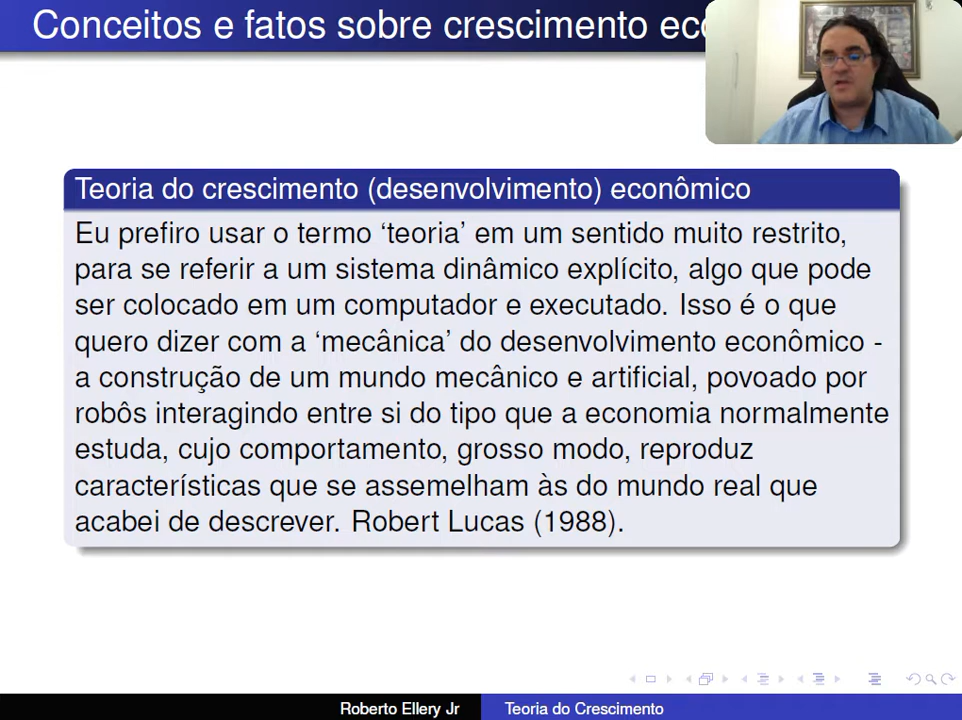 Conceitos e fatos sobre crescimento
Teoria do crescimento (desenvolvimento) econômico
Eu prefiro usar o termo ‘teoria’ em um sentido muito restrito,
para se referir a um sistema dinâmico explícito, algo que pode
ser colocado em um computador e executado. Isso é o que
quero dizer com a ‘mecânica’ do desenvolvimento econômico -
a construção de um mundo mecânico e artificial, povoado por
robôs interagindo entre si do tipo que a economia normalmente
estuda, cujo comportamento, grosso modo, reproduz
características que se assemelham às do mundo real que
acabei de descrever. Robert Lucas (1988).
Roberto Ellery Jr
Teoria do Crescimento